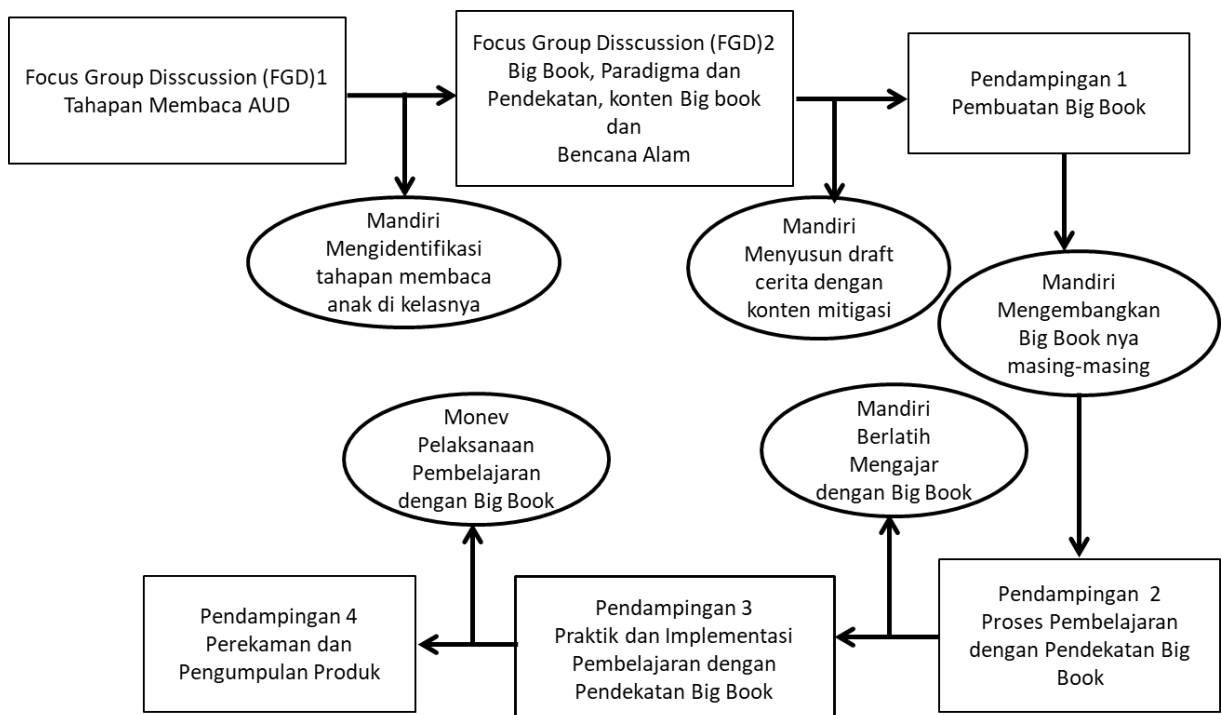 Focus Group Disscussion (FGD)1
Tahapan Membaca AUD
Focus Group Disscussion (FGD)2
Big Book, Paradigma dan
Pendekatan, konten Big book
dan
Bencana Alam
Pendampingan 1
Pembuatan Big Book
Mandiri
Mengidentifikasi
tahapan membaca
anak di kelasnya
Mandiri
Menyusun draft
cerita dengan
konten mitigasi
Mandiri
Mengembangkan
Big Book nya
masing-masing
Monev
Pelaksanaan
Pembelajaran
dengan Big Book
Mandiri
Berlatih
Mengajar
dengan Big Book
Pendampingan 4
Perekaman dan
Pengumpulan Produk
Pendampingan 3
Praktik dan Implementasi
Pembelajaran dengan
Pendekatan Big Book
Pendampingan  2
Proses Pembelajaran
dengan Pendekatan Big
Book